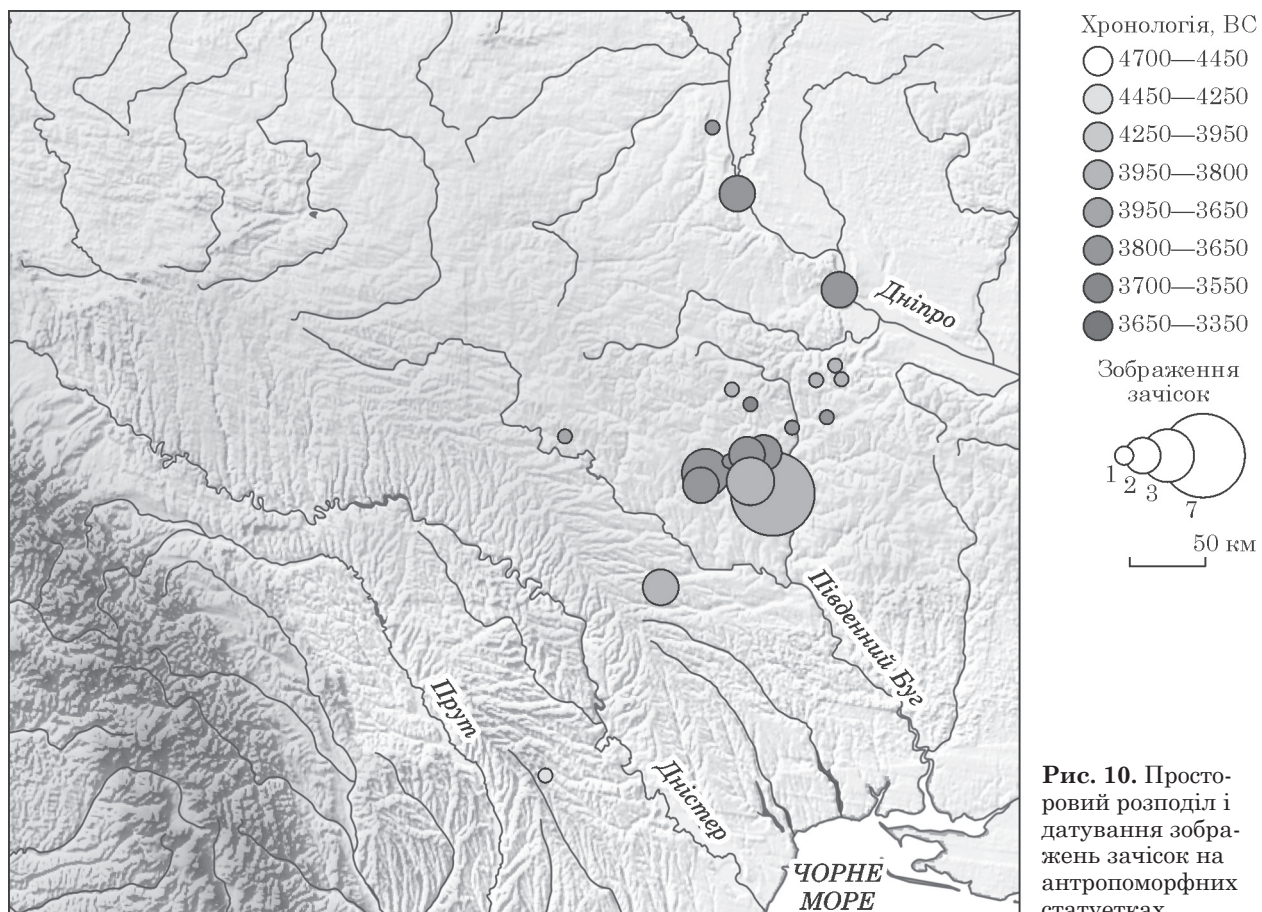 Хронологія, BC
4700—4450
4450—4250
4250—3950
3950—3800
3950—3650
3800—3650
3700—3550
3650—3350
Зображення
зачісок
1
2
3
7
50 км
Дніпро
Південний Буг
Прут
Дністер
ЧОРНЕ
МОРЕ
Рис. 10. Просто-
ровий розподіл і
датування зобра-
жень зачісок на
антропоморфних
статуетках